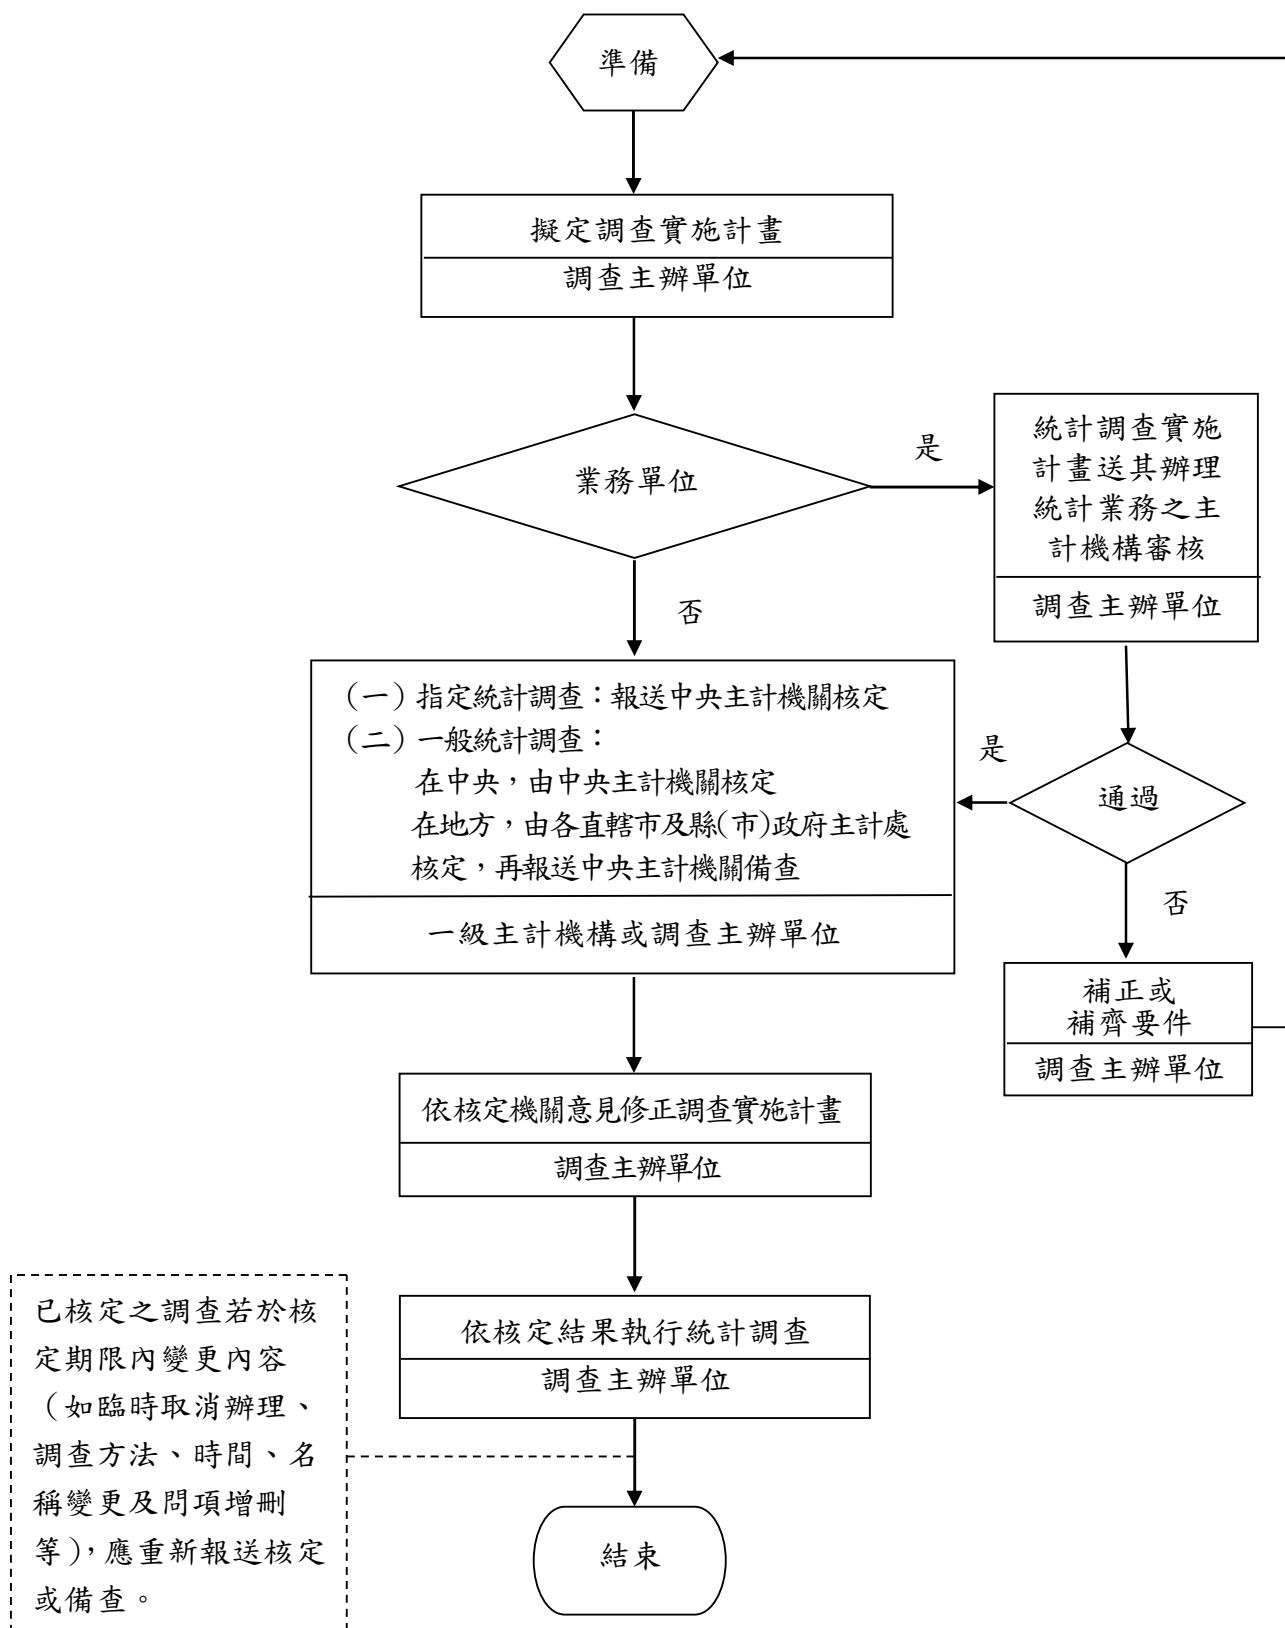 準備
擬定調查實施計畫
調查主辦單位
業務單位
是
統計調查實施
計畫送其辦理
統計業務之主
計機構審核
調查主辦單位
否
(一)指定統計調查：報送中央主計機關核定
(二)一般統計調查：
在中央，由中央主計機關核定
在地方，由各直轄市及縣(市)政府主計處
核定，再報送中央主計機關備查
一級主計機構或調查主辦單位
是
通過
否
補正或
補齊要件
調查主辦單位
依核定機關意見修正調查實施計畫
調查主辦單位
依核定結果執行統計調查
調查主辦單位
已核定之調查若於核
定期限內變更內容
（如臨時取消辦理、
調查方法、時間、名
稱變更及問項增刪
等），應重新報送核定
或備查。
結束